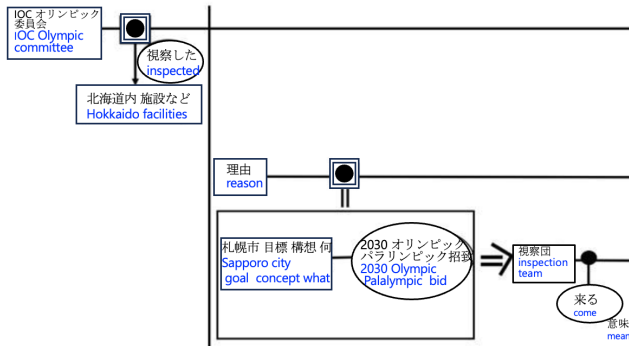 IOC オリンピック
委員会
IOC Olympic
committee
視察した
inspected
北海道内 施設など
Hokkaido facilities
理由
reason
札幌市 目標 構想 何
Sapporo city
goal concept what
2030 オリンピック
パラリンピック招致
2030 Olympic
Palalympic bid
視察団
inspection
team
来る
come
意味
mean